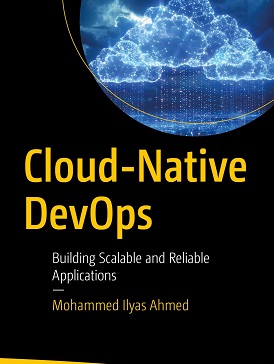 Cloud-Native
DevOps
Building Scalable and Reliable
Applications
Mohammed Ilyas Ahmed